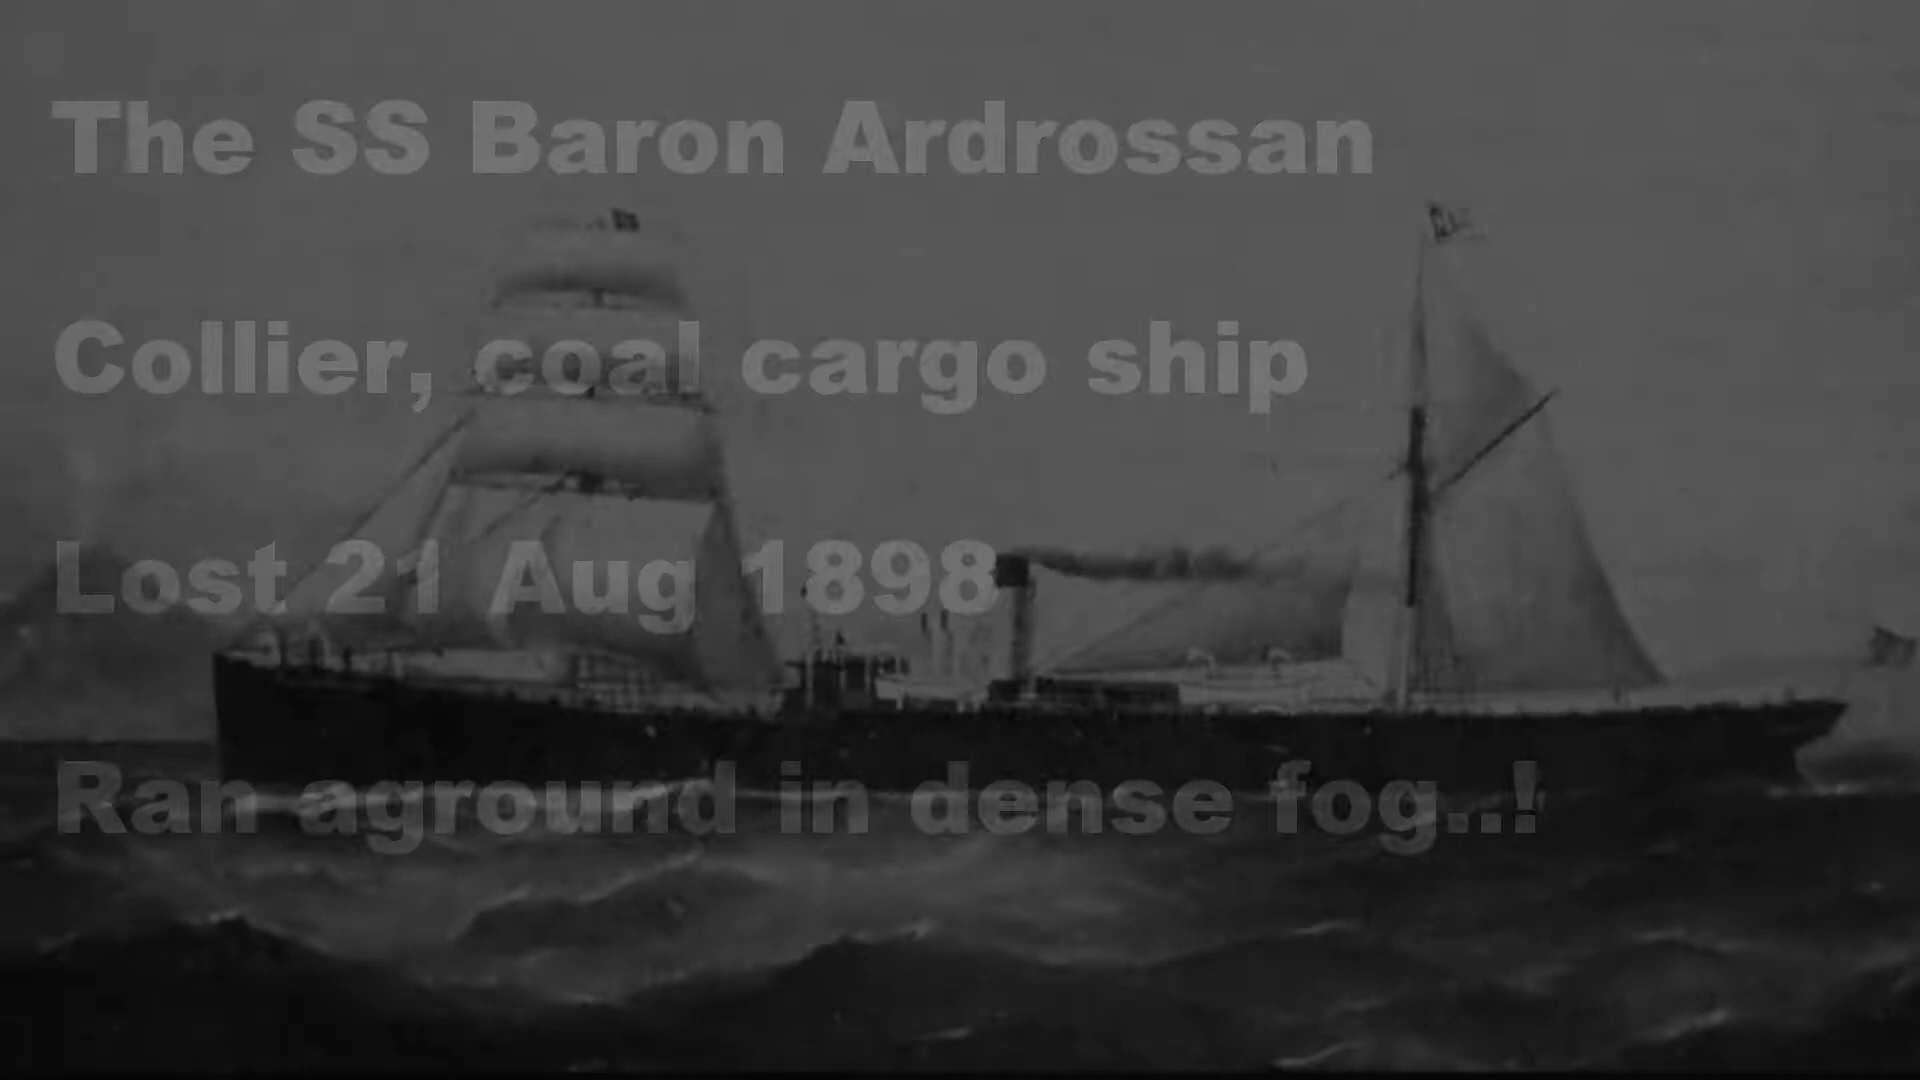 The SS Baron Ardrossan
Collier, coal cargo ship
Lost 21 Aug 1898
Ran aground in dense fog..!